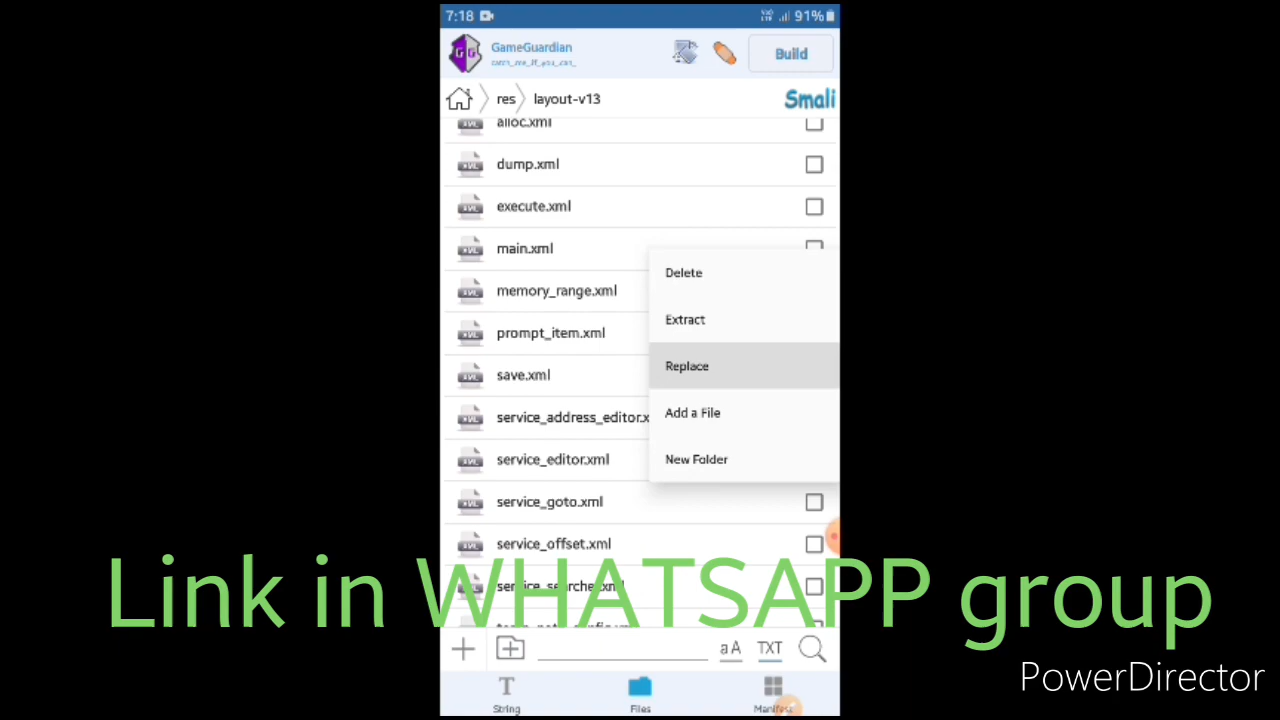 7:18
91%
GameGuardian
catch_me_if_you_can_
Build
res
layout-v13
Smali
alloc.xml
dump.xml
execute.xml
main.xml
memory_range.xml
prompt_item.xml
save.xml
service_address_editor.x
service_editor.xml
service_goto.xml
service_offset.xml
Delete
Extract
Replace
Add a File
New Folder
Link in WHATSAPP group
aA
TXT
String
Files
Manifest
PowerDirector